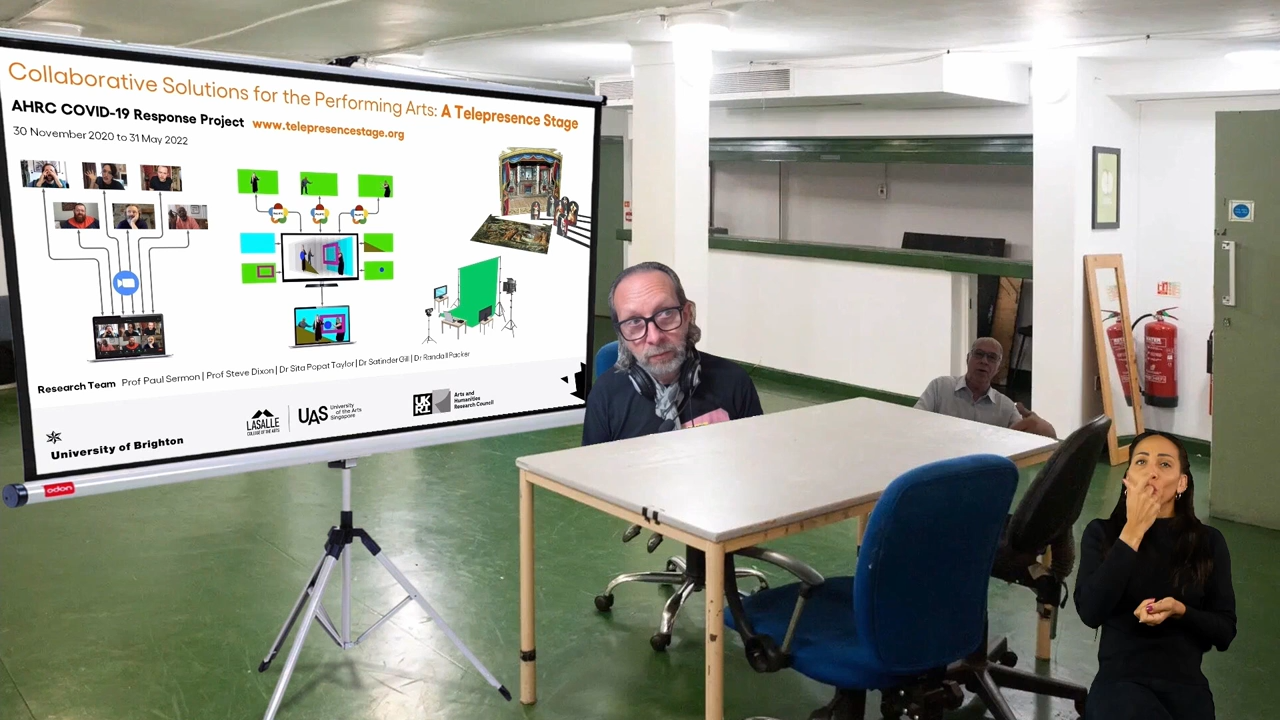 Collaborative Solutions for the Performing Arts: A Telepresence Stage
AHRC COVID-19 Response Project www.telepresencestage.org
30 November 2020 to 31 May 2022
Research Team Prof Paul Sermon | Prof Steve Dixon | Dr Sita Popat Taylor | Dr Satinder Gill | Dr Randall Packer
University of Brighton
LASALLE
COLLEGE OF THE ARTS
UAS University of the Arts Singapore
UKRI
Arts and
Humanities
Research Council
odon